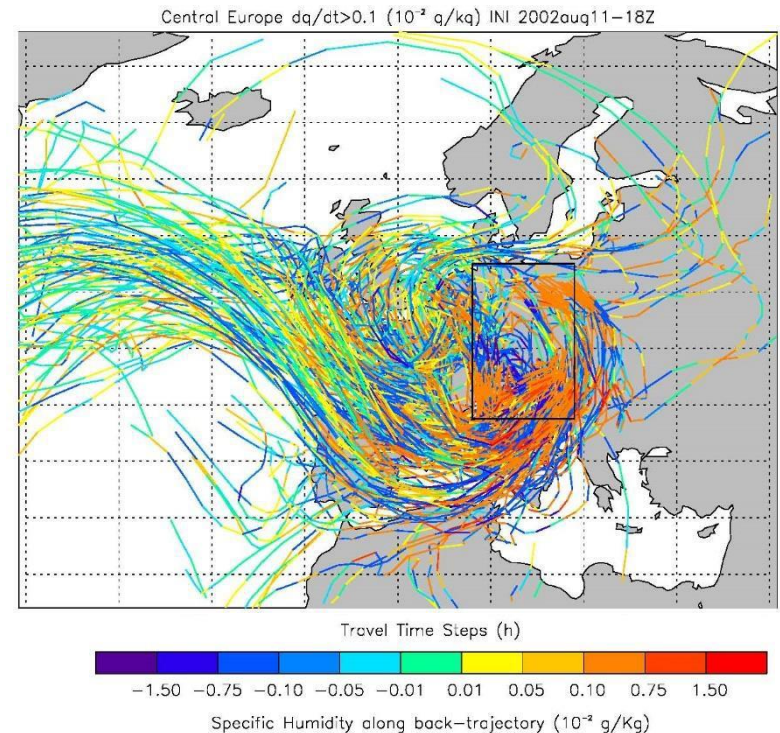 Central Europe dq/dt>0.1 (10⁻² g/kg) INI 2002aug11-18Z
Travel Time Steps (h)
-1.50 -0.75 -0.10 -0.05 -0.01 0.01 0.05 0.10 0.75 1.50
Specific Humidity along back-trajectory (10⁻² g/Kg)